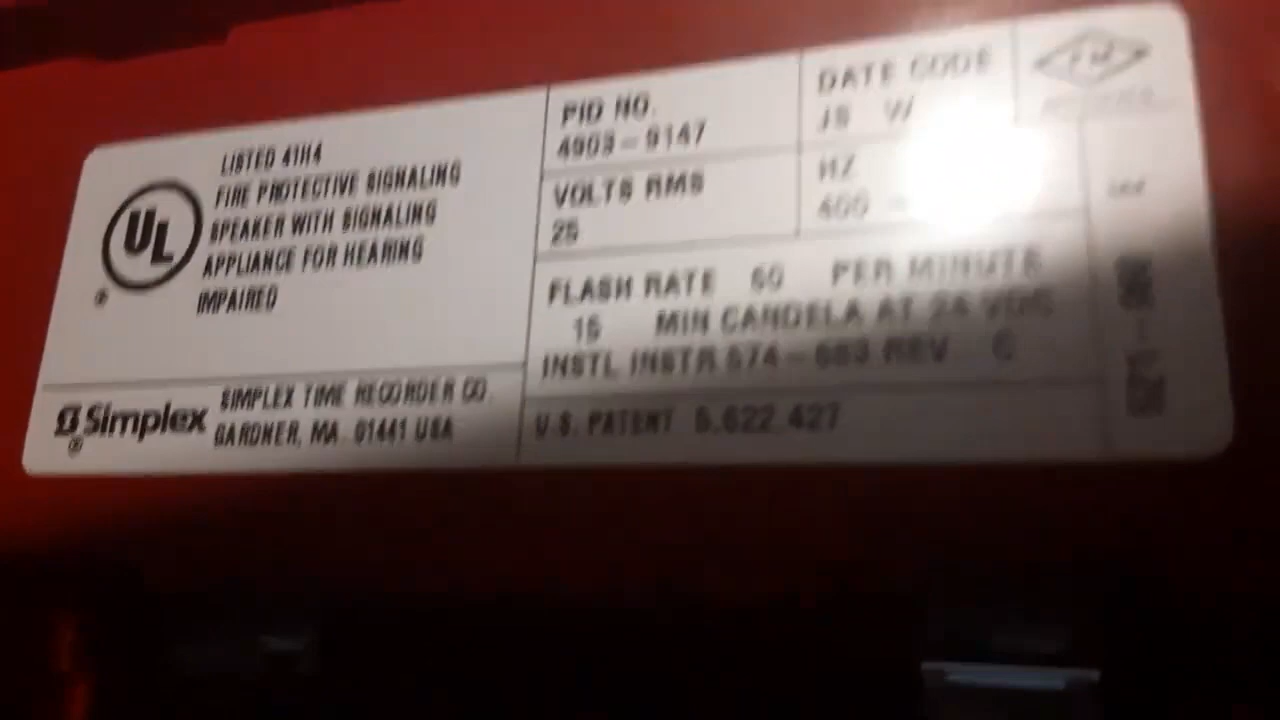 LISTED 41H4
FIRE PROTECTIVE SIGNALING
SPEAKER WITH SIGNALING
APPLIANCE FOR HEARING
IMPAIRED
UL
®
Simplex
®
SIMPLEX TIME RECORDER CO.
GARDNER, MA 01441 USA
PID NO.
4903-9147
DATE CODE
JS W
VOLTS RMS
25
HZ
400
FLASH RATE 60 PER MINUTE
15 MIN CANDELA AT 24 VDC
INSTL INSTR 574-683 REV C
U.S. PATENT 5,622,427
FM